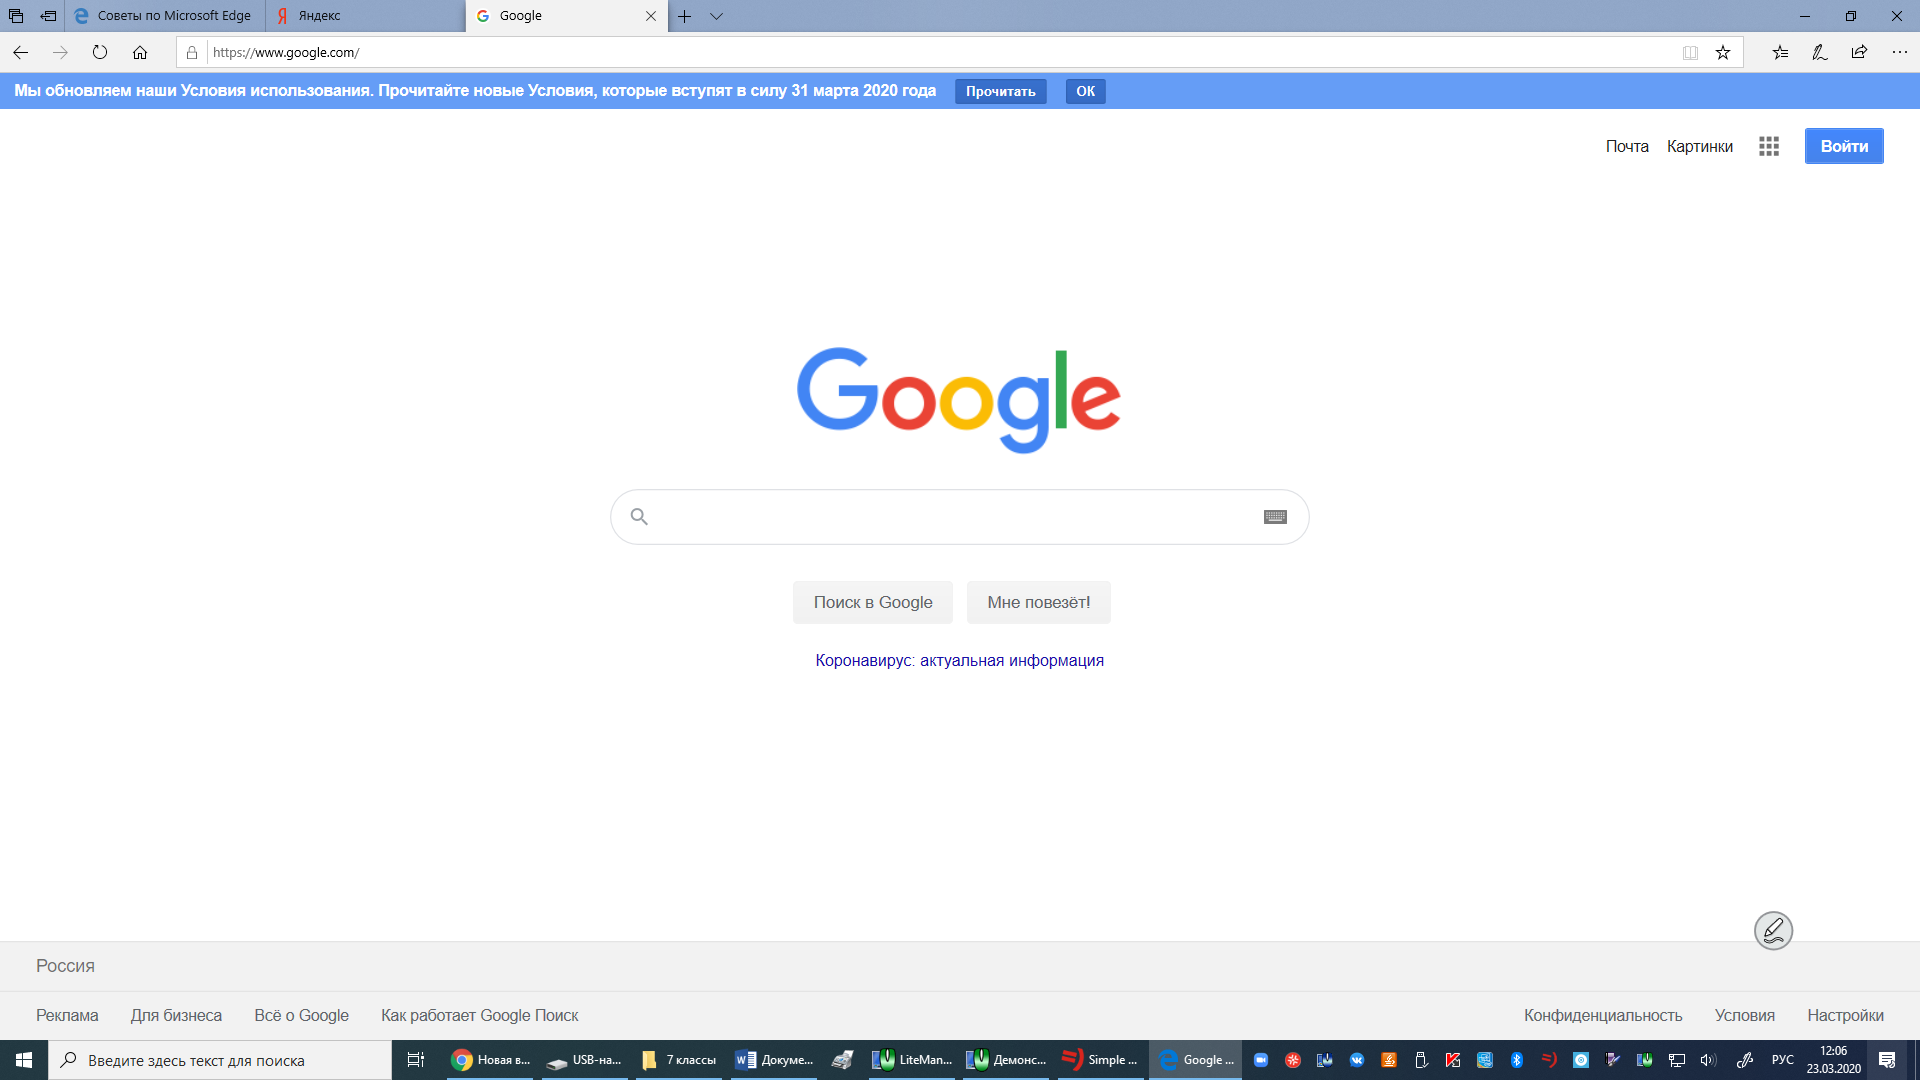 Советы по Microsoft Edge
Яндекс
Google
https://www.google.com/
Мы обновляем наши Условия использования. Прочитайте новые Условия, которые вступят в силу 31 марта 2020 года
Прочитать
ОК
Почта
Картинки
Войти
Google
Поиск в Google
Мне повезёт!
Коронавирус: актуальная информация
Россия
Реклама
Для бизнеса
Всё о Google
Как работает Google Поиск
Конфиденциальность
Условия
Настройки
Введите здесь текст для поиска
Новая в...
USB-на...
7 классы
Докуме...
LiteMan...
Демонс...
Simple ...
Google ...
РУС
12:06
23.03.2020